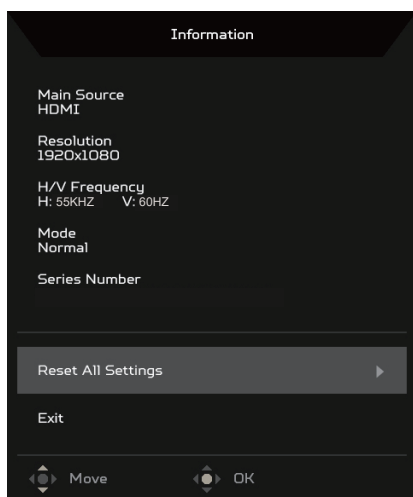 Information
Main Source
HDMI
Resolution
1920x1080
H/V Frequency
H: 55KHZ V: 60HZ
Mode
Normal
Series Number
Reset All Settings
Exit
Move OK